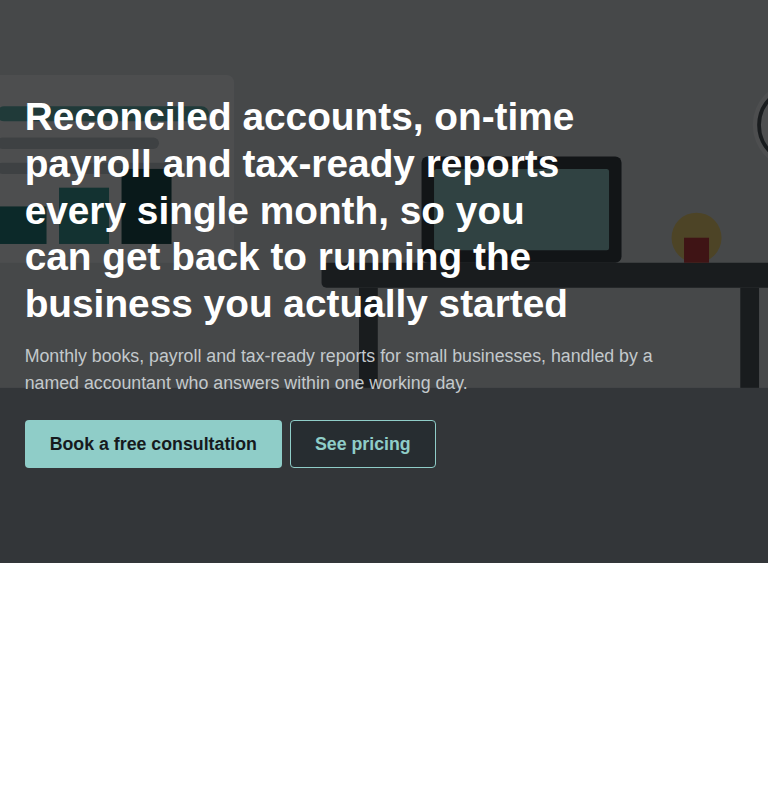 Reconciled accounts, on-time
payroll and tax-ready reports
every single month, so you
can get back to running the
business you actually started
Monthly books, payroll and tax-ready reports for small businesses, handled by a
named accountant who answers within one working day.
Book a free consultation
See pricing